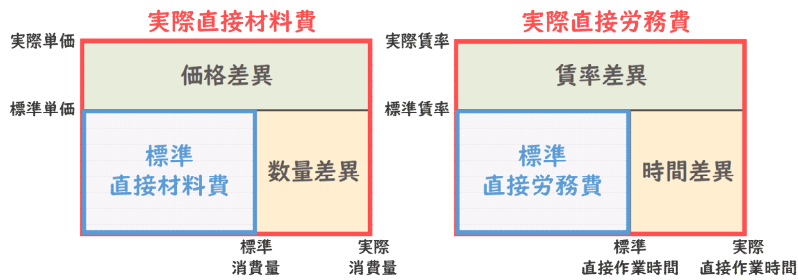 実際直接材料費
実際単価
価格差異
標準単価
標準
直接材料費
数量差異
標準
消費量
実際
消費量
実際直接労務費
実際賃率
賃率差異
標準賃率
標準
直接労務費
時間差異
標準
直接作業時間
実際
直接作業時間